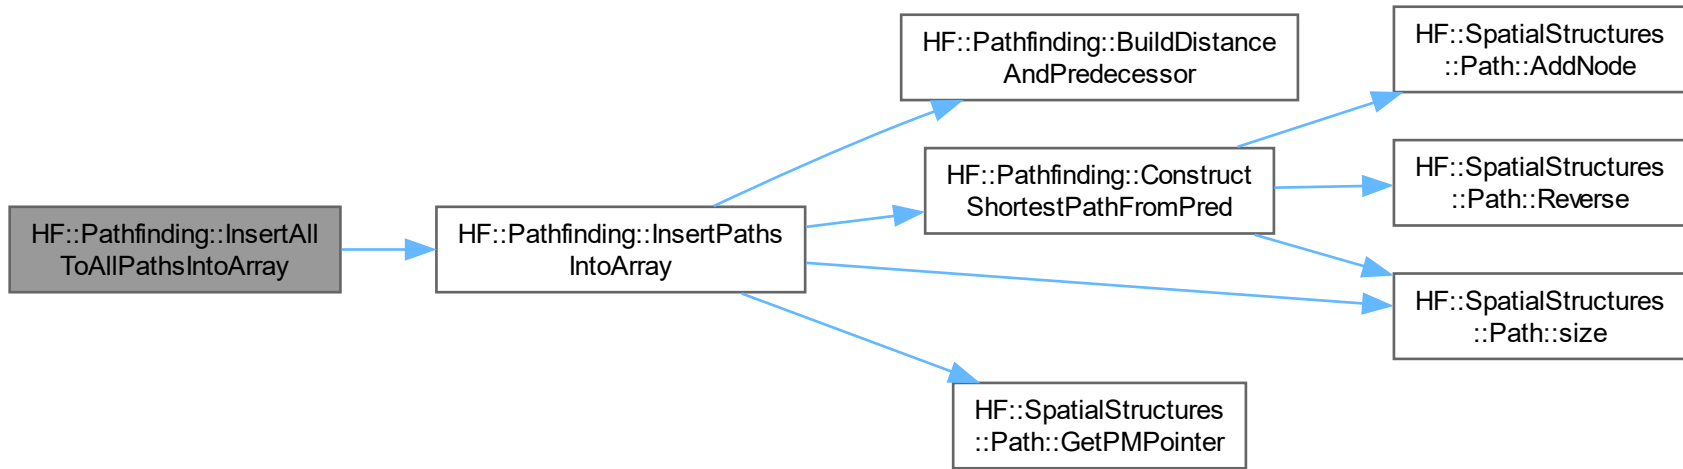 HF::Pathfinding::InsertAll
ToAllPathsIntoArray
HF::Pathfinding::InsertPaths
IntoArray
HF::Pathfinding::BuildDistance
AndPredecessor
HF::Pathfinding::Construct
ShortestPathFromPred
HF::SpatialStructures
::Path::GetPMPointer
HF::SpatialStructures
::Path::AddNode
HF::SpatialStructures
::Path::Reverse
HF::SpatialStructures
::Path::size